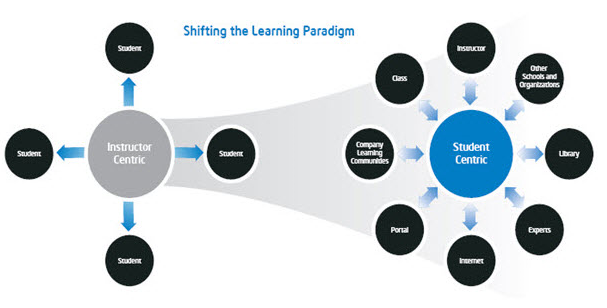 Shifting the Learning Paradigm
Student
Student
Instructor
Centric
Student
Student
Instructor
Class
Other
Schools and
Organizations
Company
Learning
Communities
Student
Centric
Library
Portal
Experts
Internet